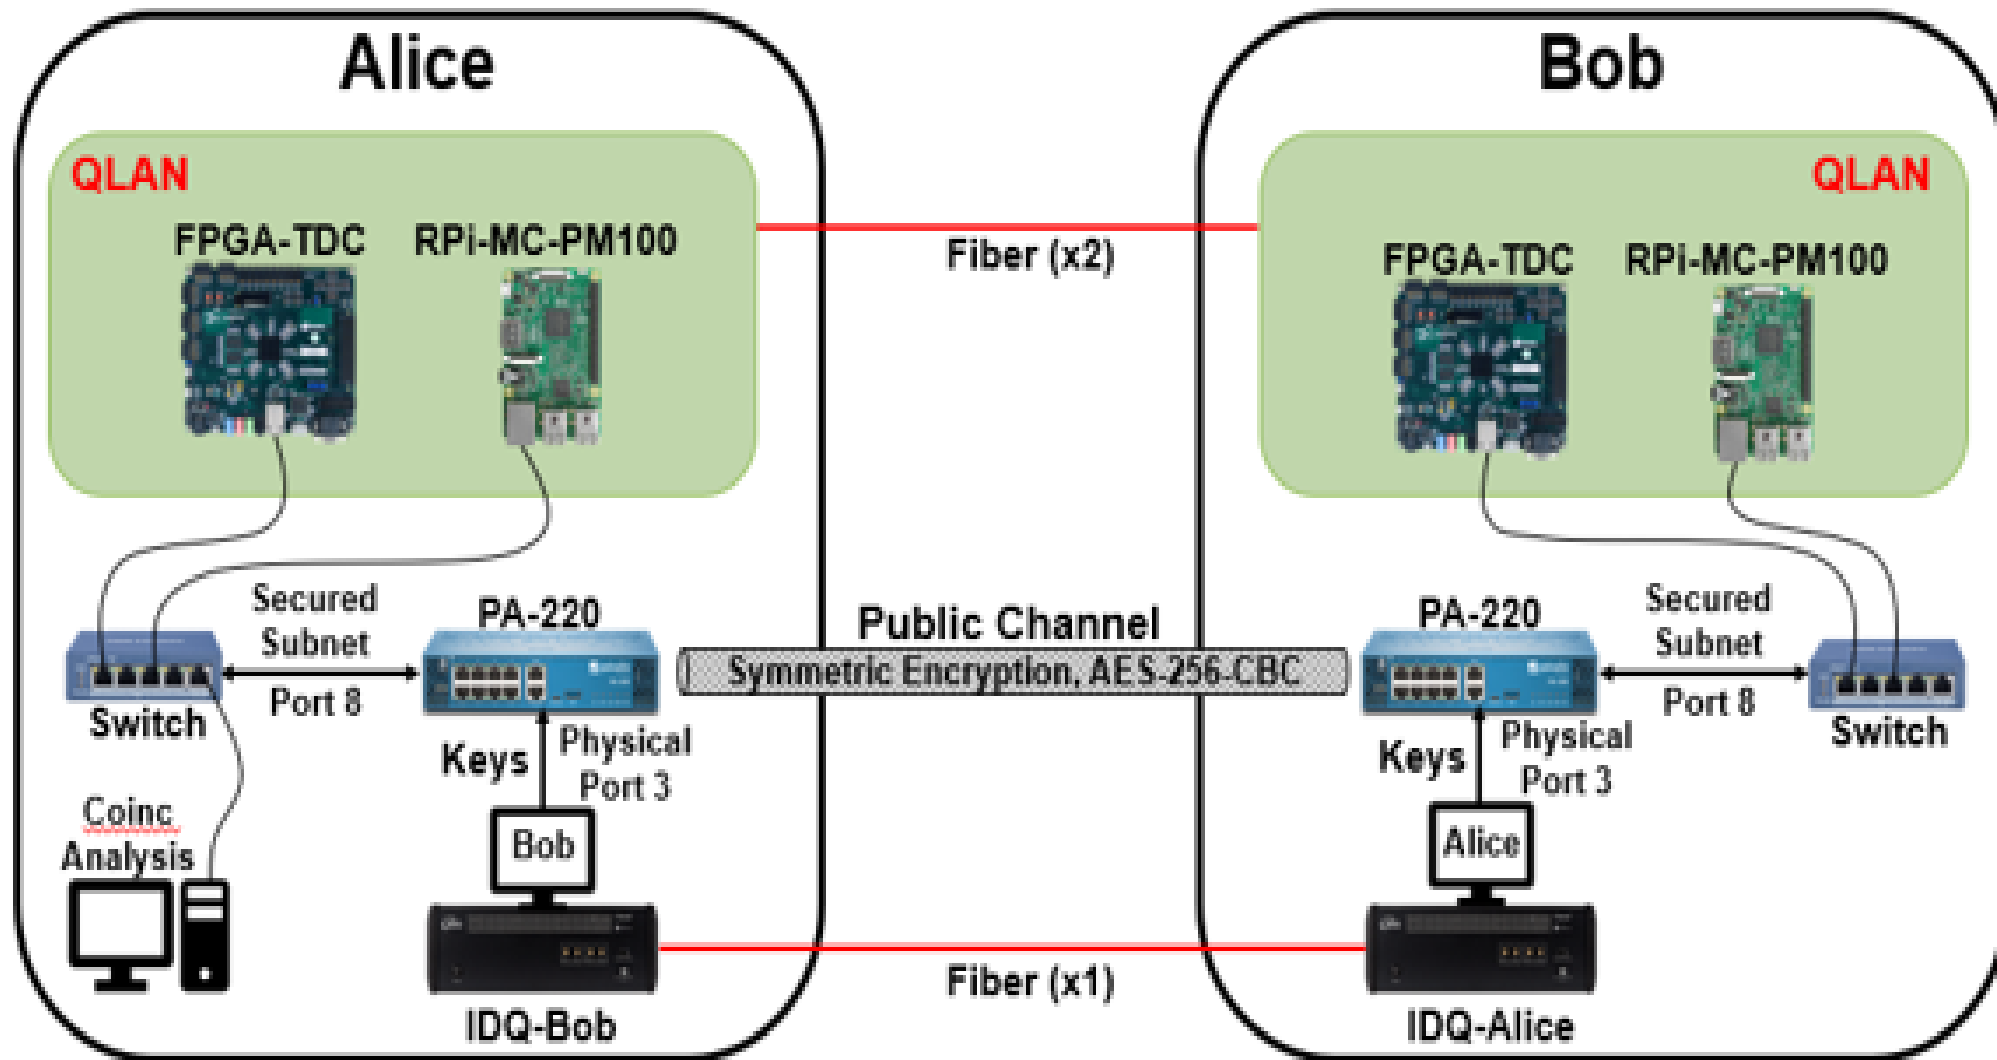 Alice
Bob
QLAN
QLAN
FPGA-TDC
RPi-MC-PM100
Fiber (x2)
FPGA-TDC
RPi-MC-PM100
Secured
Subnet
Port 8
PA-220
Public Channel
Symmetric Encryption, AES-256-CBC
PA-220
Secured
Subnet
Port 8
Switch
Switch
Keys
Physical
Port 3
Keys
Physical
Port 3
Coinc
Analysis
Bob
Alice
Fiber (x1)
IDQ-Bob
IDQ-Alice